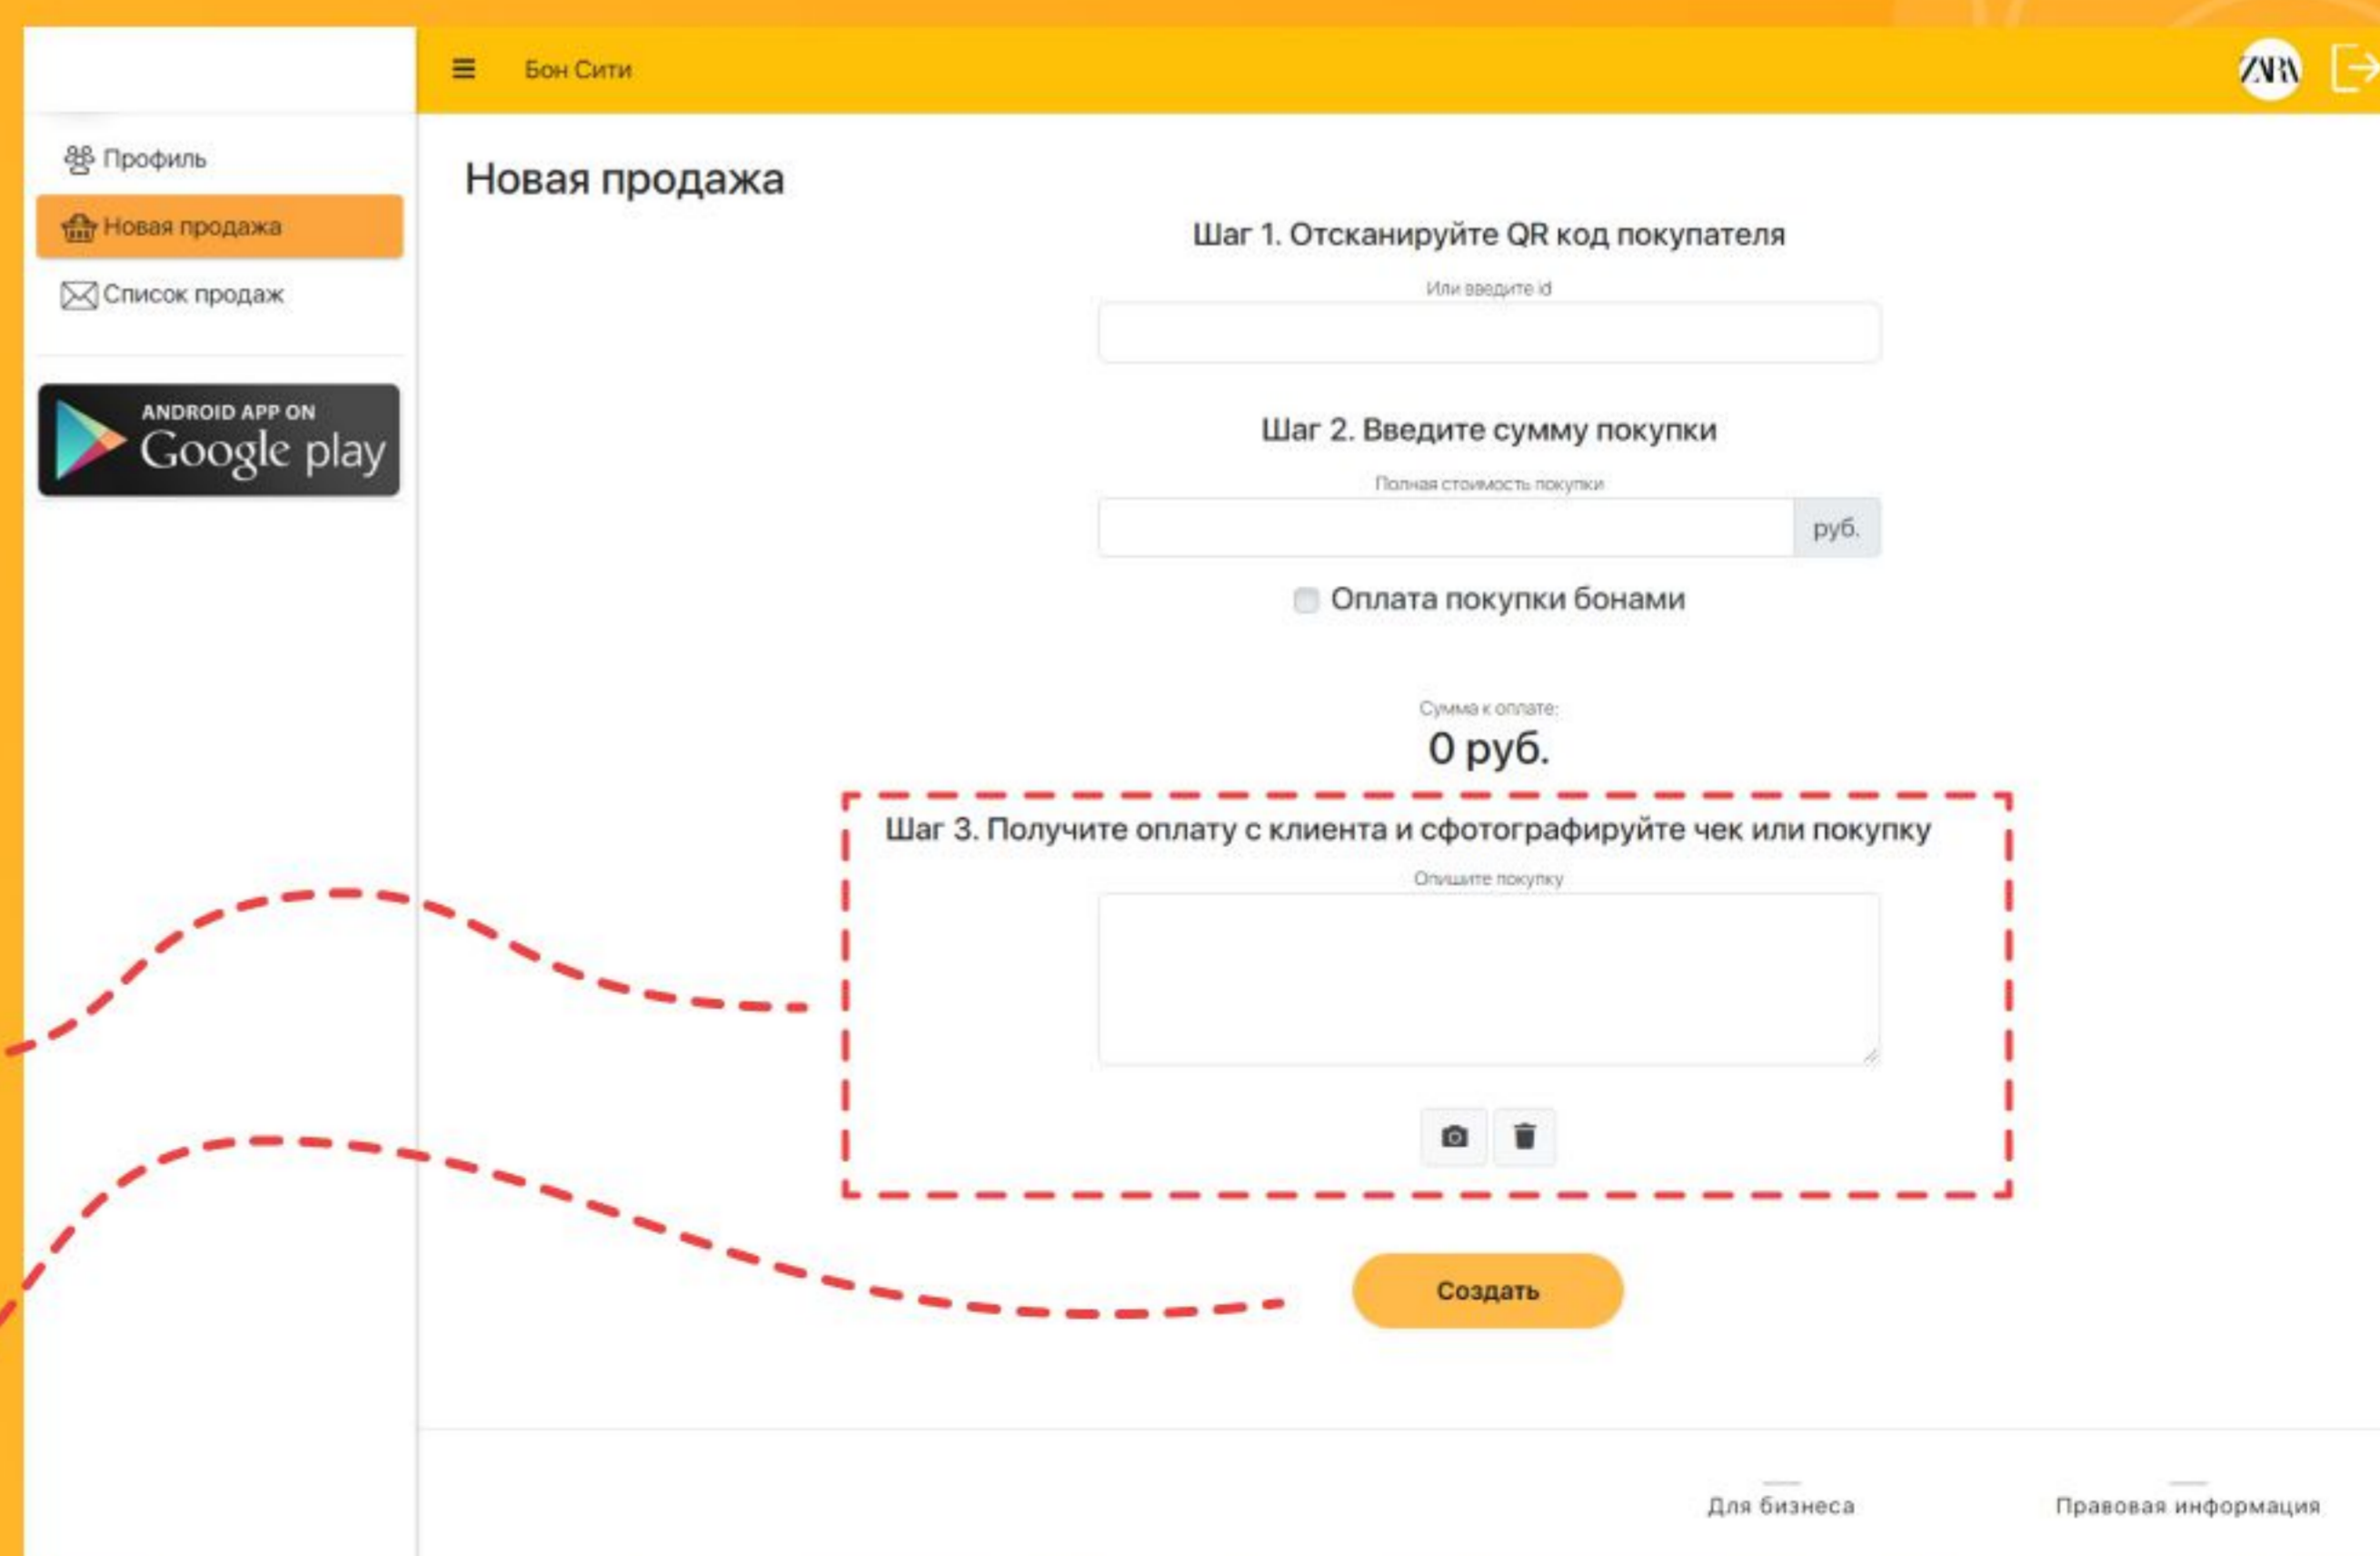 Бон Сити
ZARA
Профиль
Новая продажа
Список продаж
ANDROID APP ON
Google play
Новая продажа
Шаг 1. Отсканируйте QR код покупателя
Или введите id
Шаг 2. Введите сумму покупки
Полная стоимость покупки
руб.
Оплата покупки бонами
Сумма к оплате:
0 руб.
Шаг 3. Получите оплату с клиента и сфотографируйте чек или покупку
Опишите покупку
Создать
Для бизнеса
Правовая информация